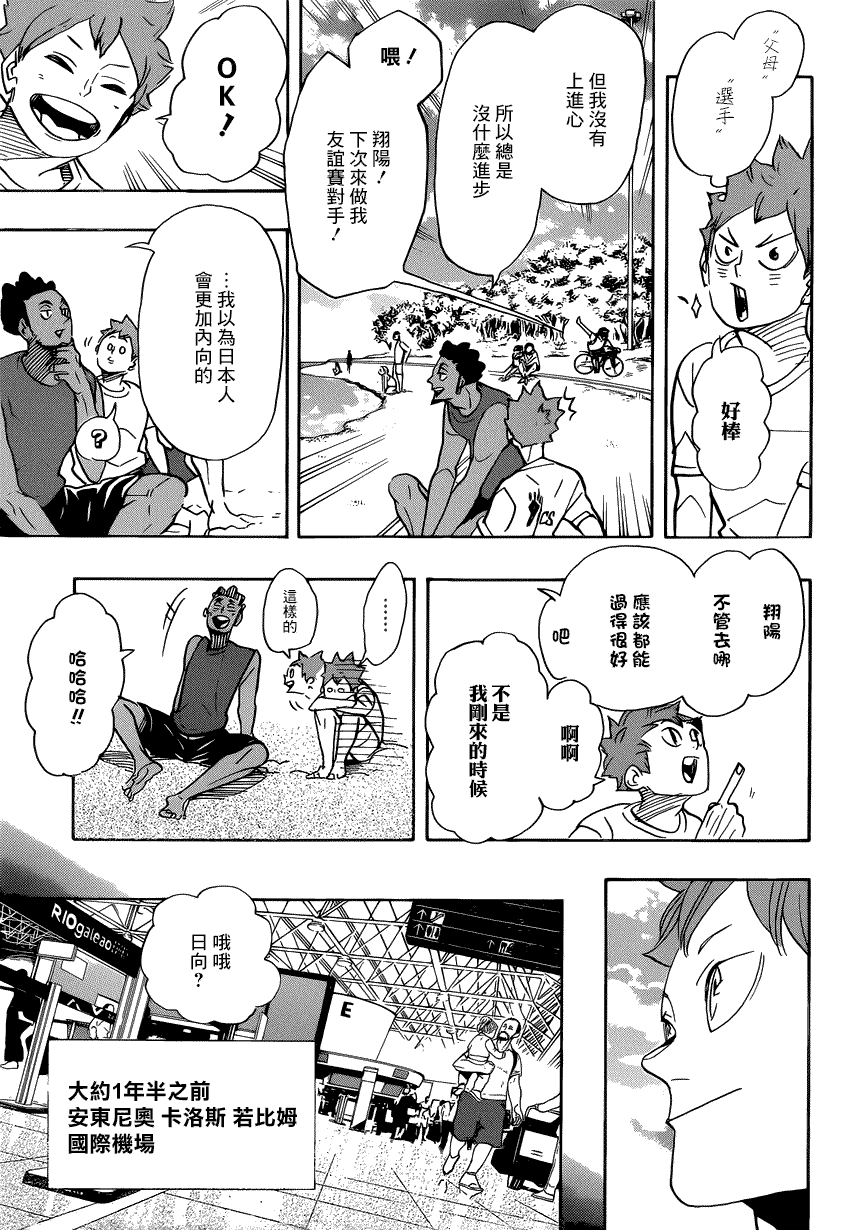 “父母”
“選手”
好棒
但我沒有
上進心
所以總是
沒什麼進步
喂！
翔陽！
下次來做我
友誼賽對手！
CS
OK！
…我以為日本人
會更加內向的
？
翔陽
不管去哪
應該都能
過得很好
吧
啊啊
不是
我剛來的時候
……
這樣的
哈哈哈!!
RIOgaleão
E
哦哦
日向？
大約1年半之前
安東尼奧 卡洛斯 若比姆
國際機場